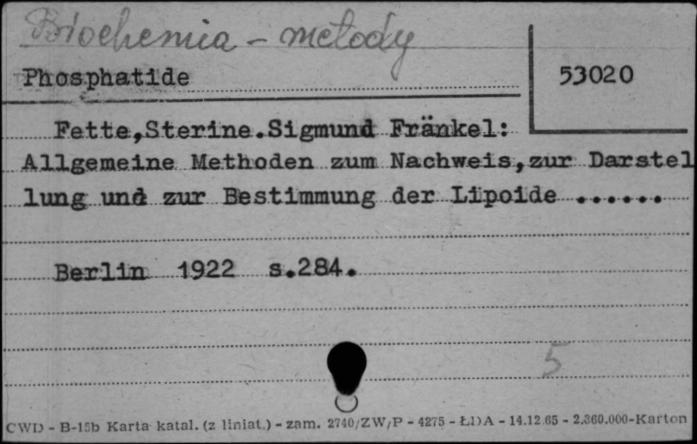 Biochemia - metody
Phosphatide
53020
Fette,Sterine.Sigmund Fränkel:
Allgemeine Methoden zum Nachweis,zur Darstel
lung und zur Bestimmung der Lipoide ......
Berlin 1922 s.284.
5
CWD - B-15b Karta katal. (z liniat.) - zam. 2740/ZW/P - 4275 - ŁDA - 14.12.65 - 2.360.000-Karton